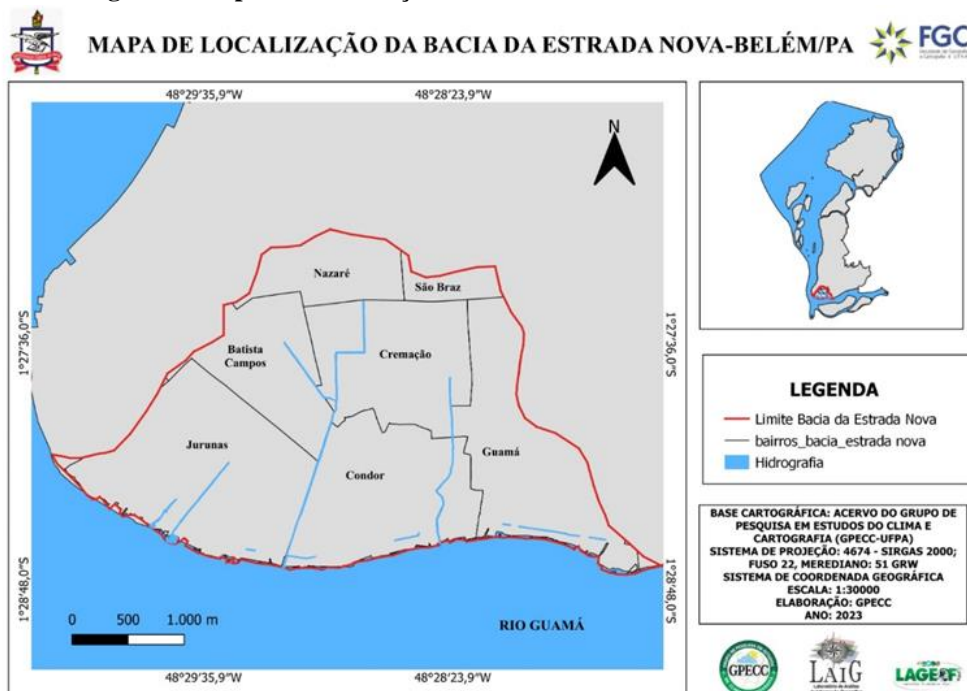 MAPA DE LOCALIZAÇÃO DA BACIA DA ESTRADA NOVA-BELÉM/PA
FGC
48°29'35,9"W
48°28'23,9"W
N
Nazaré
São Braz
1°27'36,0"S
1°27'36,0"S
Batista
Campos
Cremação
Jurunas
Guamá
Condor
1°28'48,0"S
1°28'48,0"S
0 500 1.000 m
RIO GUAMÁ
48°29'35,9"W
48°28'23,9"W
LEGENDA
Limite Bacia da Estrada Nova
bairros_bacia_estrada nova
Hidrografia
BASE CARTOGRÁFICA: ACERVO DO GRUPO DE
PESQUISA EM ESTUDOS DO CLIMA E
CARTOGRAFIA (GPECC-UFPA)
SISTEMA DE PROJEÇÃO: 4674 - SIRGAS 2000;
FUSO 22, MEREDIANO: 51 GRW
SISTEMA DE COORDENADA GEOGRÁFICA
ESCALA: 1:30000
ELABORAÇÃO: GPECC
ANO: 2023
GPECC
LAIG